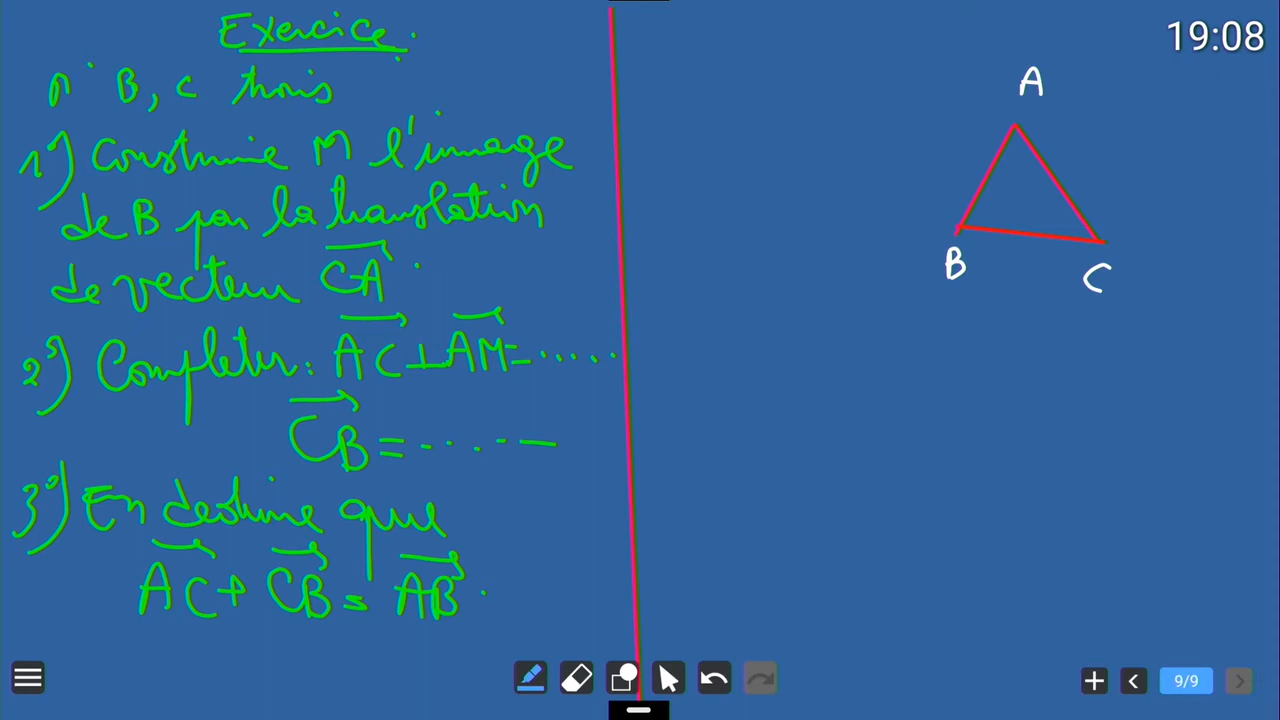 Exercice.
A B, C trois
1°) Construire M l'image
de B par la translation
de vecteur CA.
2°) Completer: AC + AM = ......
CB = ......
3°) En déduire que
AC + CB = AB.
19:08
A
B
C
9/9